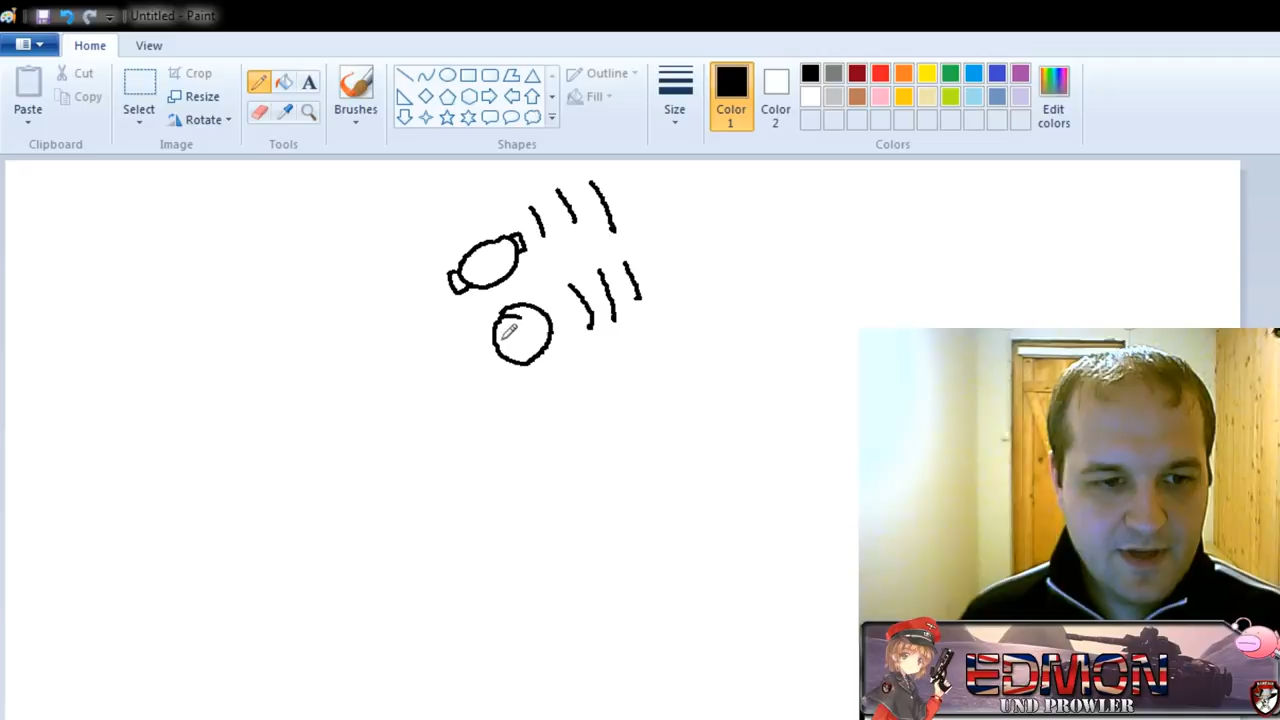 Untitled - Paint
Home View
Paste Cut Copy
Select Crop Resize Rotate
A
Brushes
Outline Fill
Size
Color 1
Color 2
Edit colors
Clipboard Image Tools Shapes Colors
EDMON
UND PROWLER